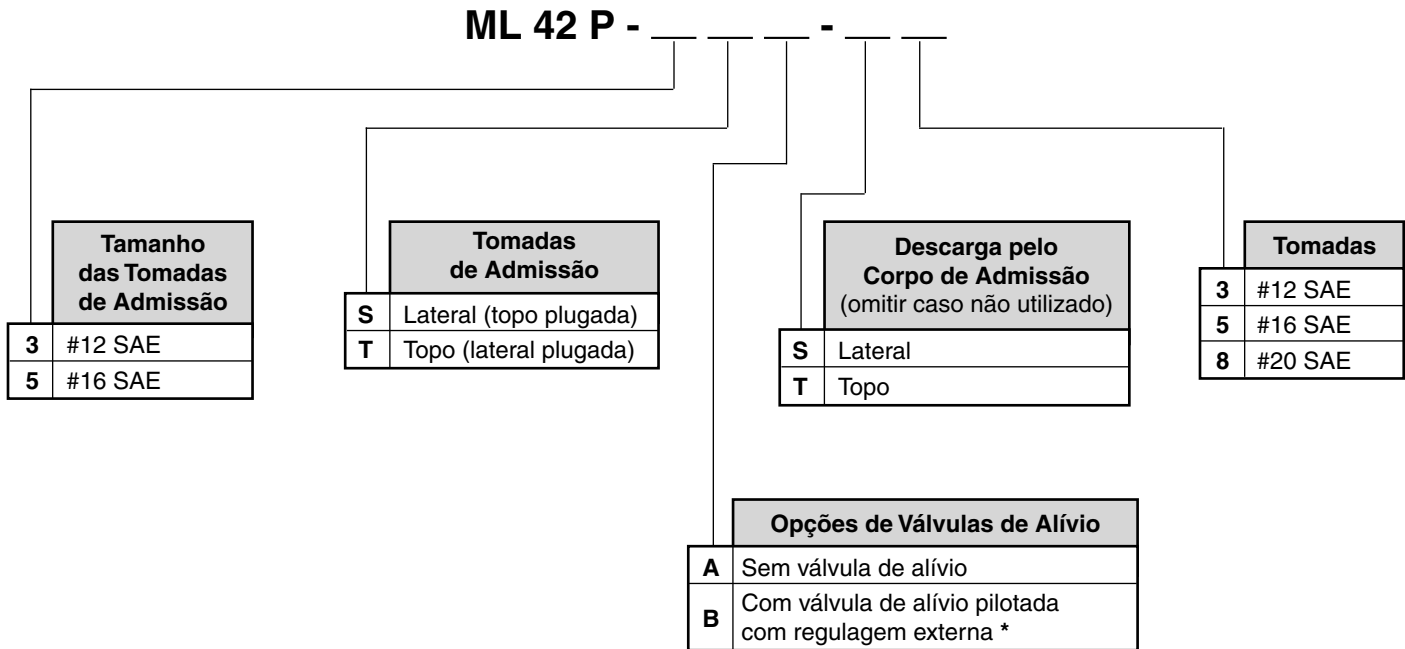 ML 42 P - __ __ __ - __ __
Tamanho
das Tomadas
de Admissão
3 #12 SAE
5 #16 SAE
Tomadas
de Admissão
S Lateral (topo plugada)
T Topo (lateral plugada)
Descarga pelo
Corpo de Admissão
(omitir caso não utilizado)
S Lateral
T Topo
Tomadas
3 #12 SAE
5 #16 SAE
8 #20 SAE
Opções de Válvulas de Alívio
A Sem válvula de alívio
B Com válvula de alívio pilotada
com regulagem externa *